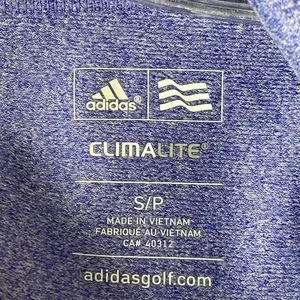 adidas®
CLIMALITE®
S/P
MADE IN VIETNAM
FABRIQUÉ AU VIETNAM
CA# 40312
adidasgolf.com